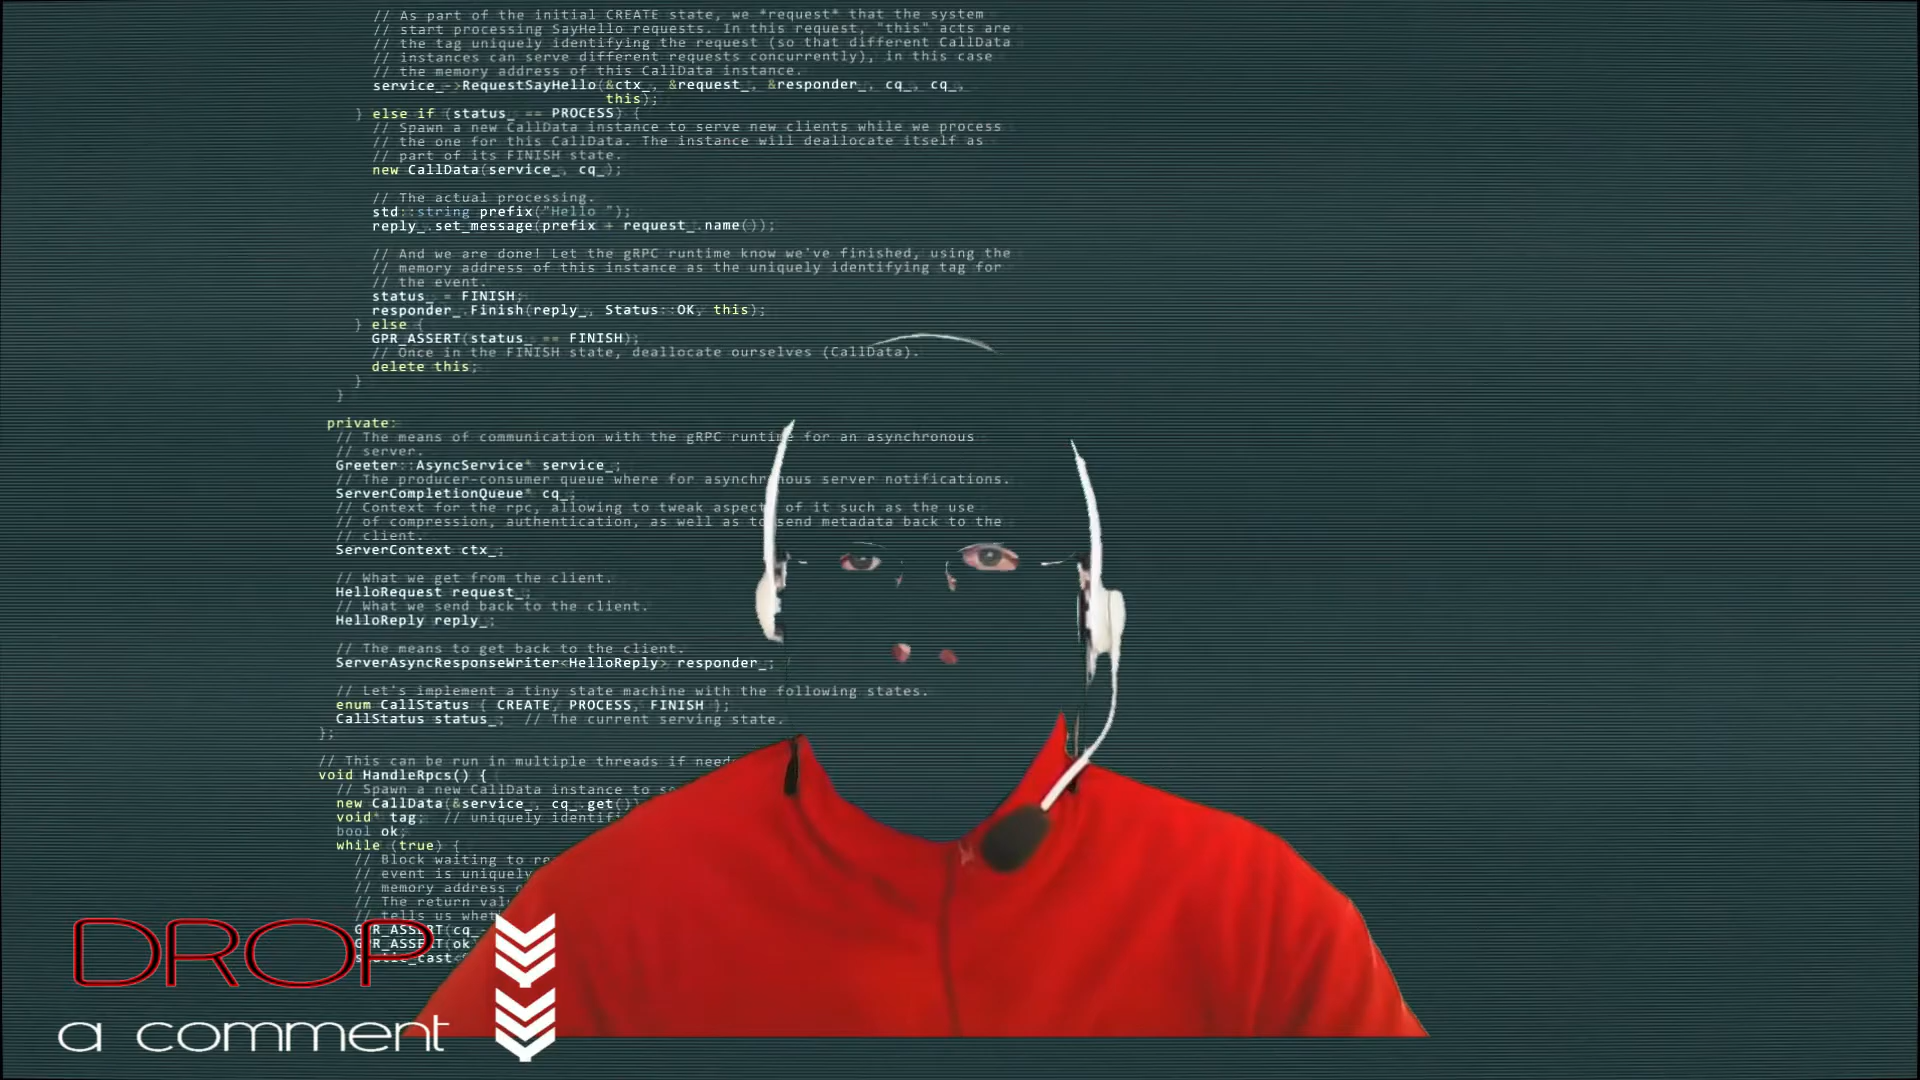 // As part of the initial CREATE state, we *request* that the system
// start processing SayHello requests. In this request, "this" acts are
// the tag uniquely identifying the request (so that different CallData
// instances can serve different requests concurrently), in this case
// the memory address of this CallData instance.
service_->RequestSayHello(&ctx_, &request_, &responder_, cq_, cq_,
this);
} else if (status_ == PROCESS) {
// Spawn a new CallData instance to serve new clients while we process
// the one for this CallData. The instance will deallocate itself as
// part of its FINISH state.
new CallData(service_, cq_);
// The actual processing.
std::string prefix("Hello ");
reply_.set_message(prefix + request_.name());
// And we are done! Let the gRPC runtime know we've finished, using the
// memory address of this instance as the uniquely identifying tag for
// the event.
status_ = FINISH;
responder_.Finish(reply_, Status::OK, this);
} else {
GPR_ASSERT(status_ == FINISH);
// Once in the FINISH state, deallocate ourselves (CallData).
delete this;
}
}
private:
// The means of communication with the gRPC runtime for an asynchronous
// server.
Greeter::AsyncService* service_;
// The producer-consumer queue where for asynchronous server notifications.
ServerCompletionQueue* cq_;
// Context for the rpc, allowing to tweak aspects of it such as the use
// of compression, authentication, as well as to send metadata back to the
// client.
ServerContext ctx_;
// What we get from the client.
HelloRequest request_;
// What we send back to the client.
HelloReply reply_;
// The means to get back to the client.
ServerAsyncResponseWriter<HelloReply> responder_;
// Let's implement a tiny state machine with the following states.
enum CallStatus { CREATE, PROCESS, FINISH };
CallStatus status_; // The current serving state.
};
// This can be run in multiple threads if
void HandleRpcs() {
// Spawn a new CallData instance to
new CallData(&service_, cq_.get())
void* tag; // uniquely
bool ok;
while (true) {
// Block waiting to
// event is uniquely
// memory address
// The return
// tells us
GPR_ASSERT(cq_
GPR_ASSERT(ok
DROP
a comment